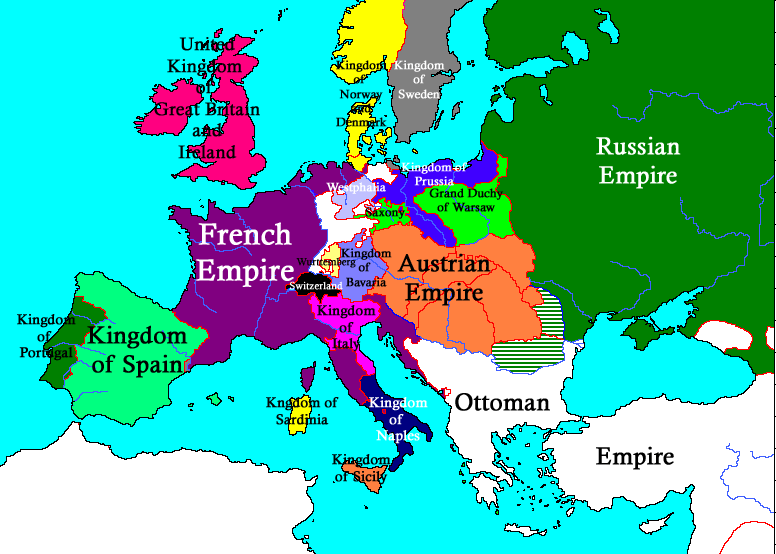 United
Kingdom
of
Great Britain
and
Ireland
Kingdom
of
Norway
and
Denmark
Kingdom
of
Sweden
Russian
Empire
Kingdom of
Prussia
Westphalia
Grand Duchy
of Warsaw
Saxony
French
Empire
Wurttemberg
Kingdom
of
Bavaria
Austrian
Empire
Switzerland
Kingdom
of
Italy
Kingdom
of
Portugal
Kingdom
of Spain
Kngdom of
Sardinia
Kingdom
of
Naples
Ottoman
Empire
Kingdom
of Sicily